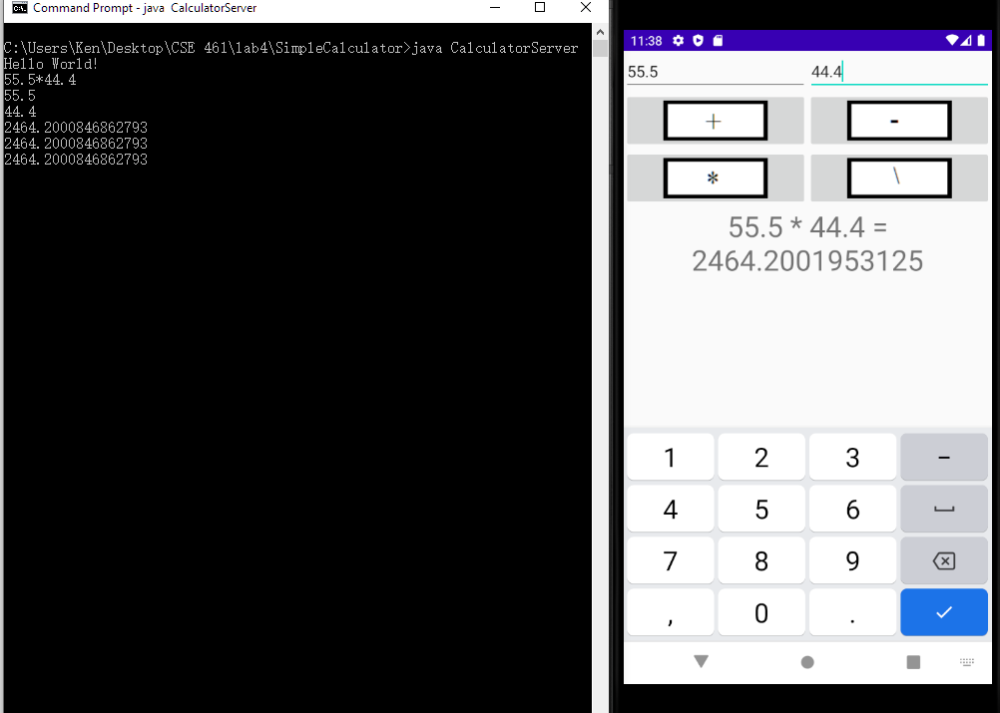 Command Prompt - java CalculatorServer
C:\Users\Ken\Desktop\CSE 461\lab4\SimpleCalculator>java CalculatorServer
Hello World!
55.5*44.4
55.5
44.4
2464.2000846862793
2464.2000846862793
2464.2000846862793
11:38
55.5 44.4
+ -
* \
55.5 * 44.4 =
2464.2001953125
1 2 3 -
4 5 6
7 8 9
, 0 .